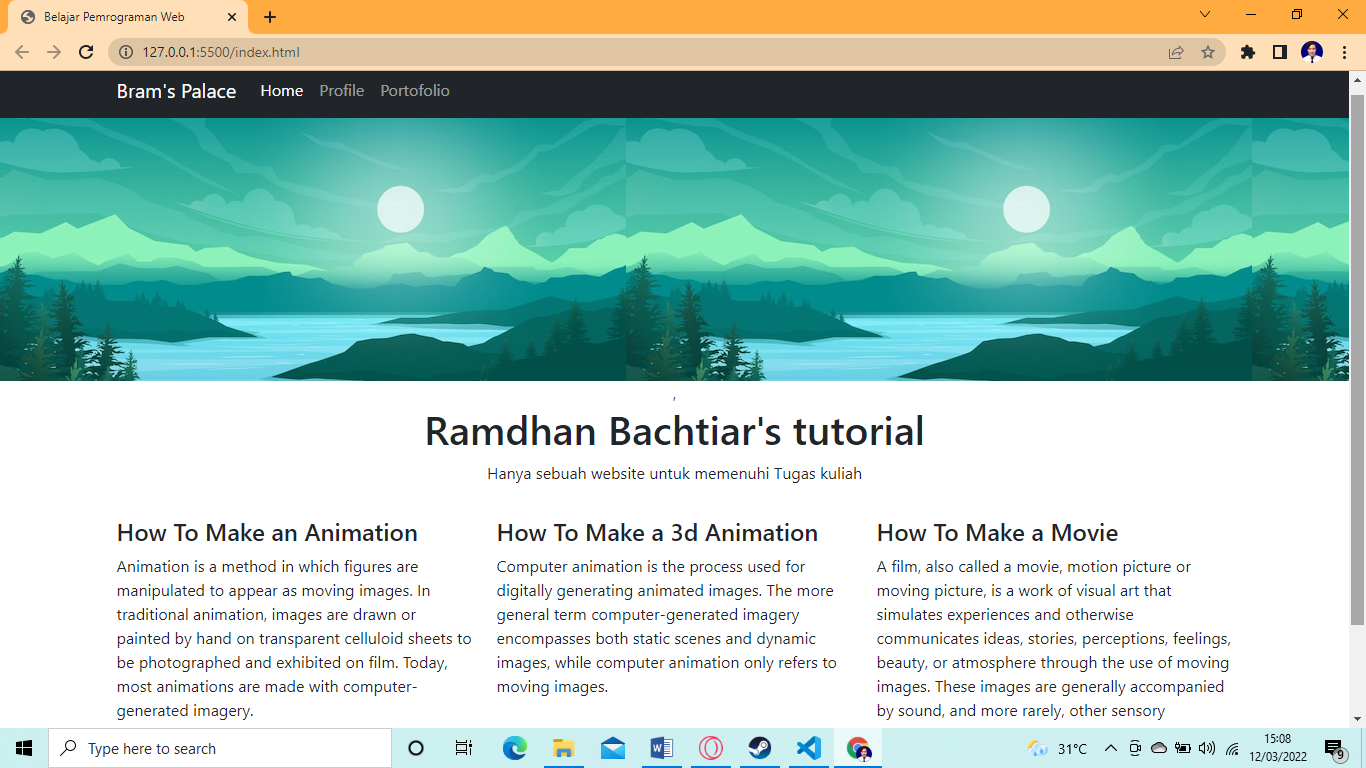 Belajar Pemrograman Web
127.0.0.1:5500/index.html
Bram's Palace Home Profile Portofolio
,
Ramdhan Bachtiar's tutorial
Hanya sebuah website untuk memenuhi Tugas kuliah
How To Make an Animation
Animation is a method in which figures are
manipulated to appear as moving images. In
traditional animation, images are drawn or
painted by hand on transparent celluloid sheets to
be photographed and exhibited on film. Today,
most animations are made with computer-
generated imagery.
How To Make a 3d Animation
Computer animation is the process used for
digitally generating animated images. The more
general term computer-generated imagery
encompasses both static scenes and dynamic
images, while computer animation only refers to
moving images.
How To Make a Movie
A film, also called a movie, motion picture or
moving picture, is a work of visual art that
simulates experiences and otherwise
communicates ideas, stories, perceptions, feelings,
beauty, or atmosphere through the use of moving
images. These images are generally accompanied
by sound, and more rarely, other sensory
Type here to search
31°C
15:08
12/03/2022
9